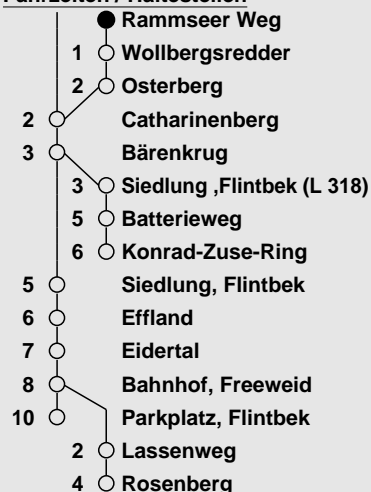 Fahrzeiten / Haltestellen
Rammseer Weg
1 Wollbergsredder
2 Osterberg
2 Catharinenberg
3 Bärenkrug
3 Siedlung ,Flintbek (L 318)
5 Batterieweg
6 Konrad-Zuse-Ring
5 Siedlung, Flintbek
6 Effland
7 Eidertal
8 Bahnhof, Freeweid
10 Parkplatz, Flintbek
2 Lassenweg
4 Rosenberg